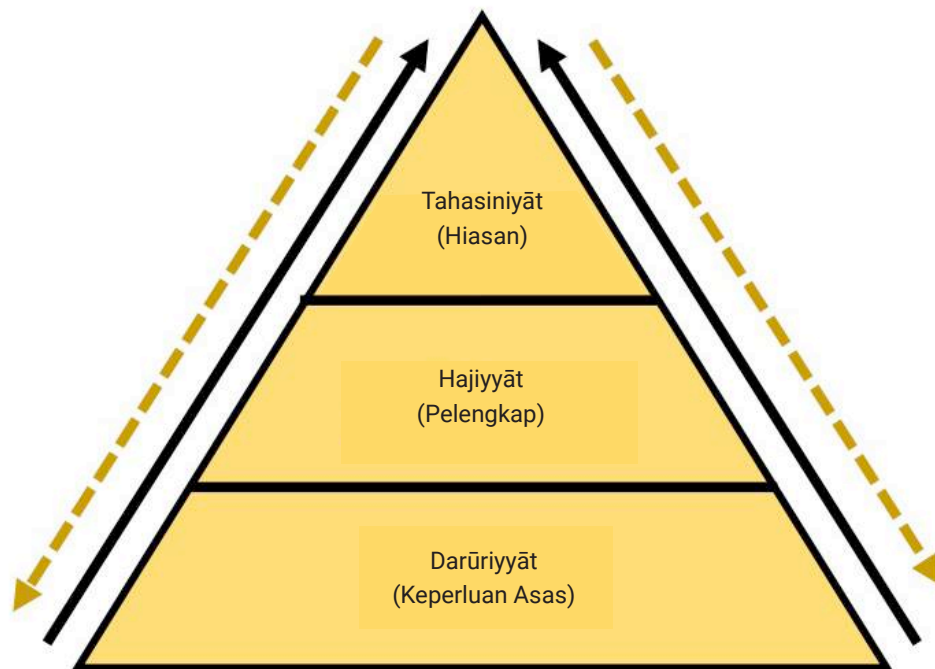 Tahasiniyāt
(Hiasan)
Hajiyyāt
(Pelengkap)
Darūriyyāt
(Keperluan Asas)